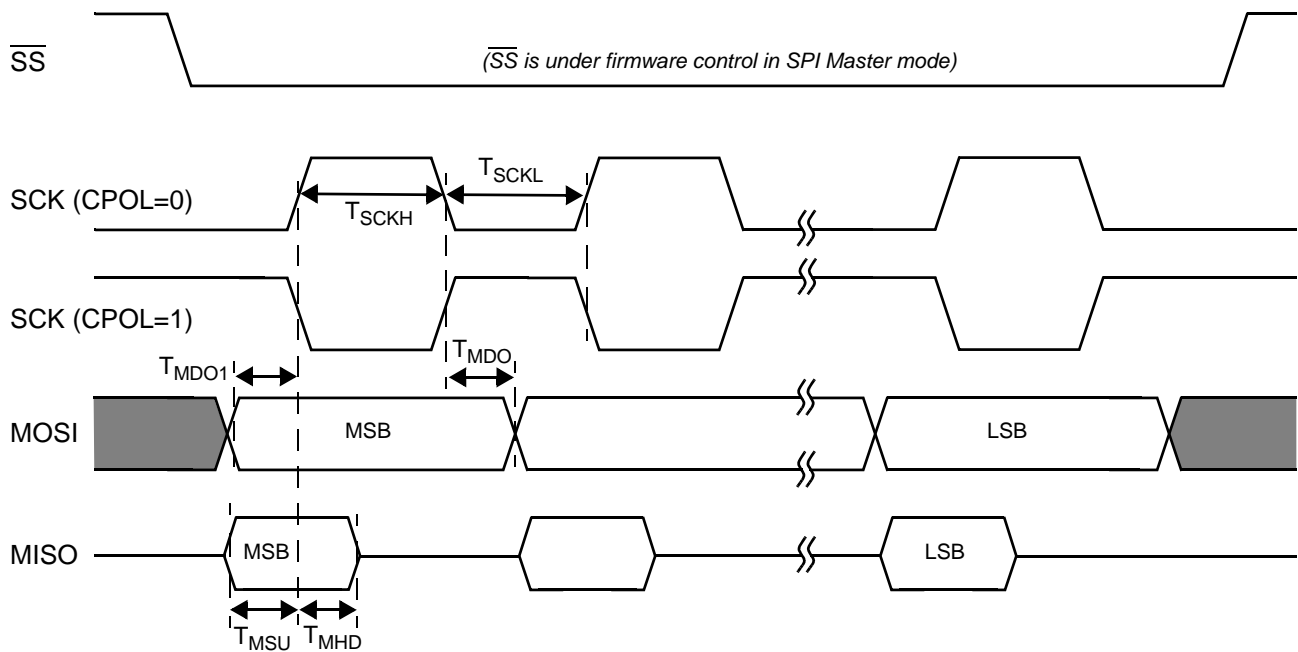 SS
(SS is under firmware control in SPI Master mode)
SCK (CPOL=0)
TSCKH
TSCKL
SCK (CPOL=1)
TMDO1
TMDO
MOSI
MSB
LSB
MISO
MSB
LSB
TMSU
TMHD